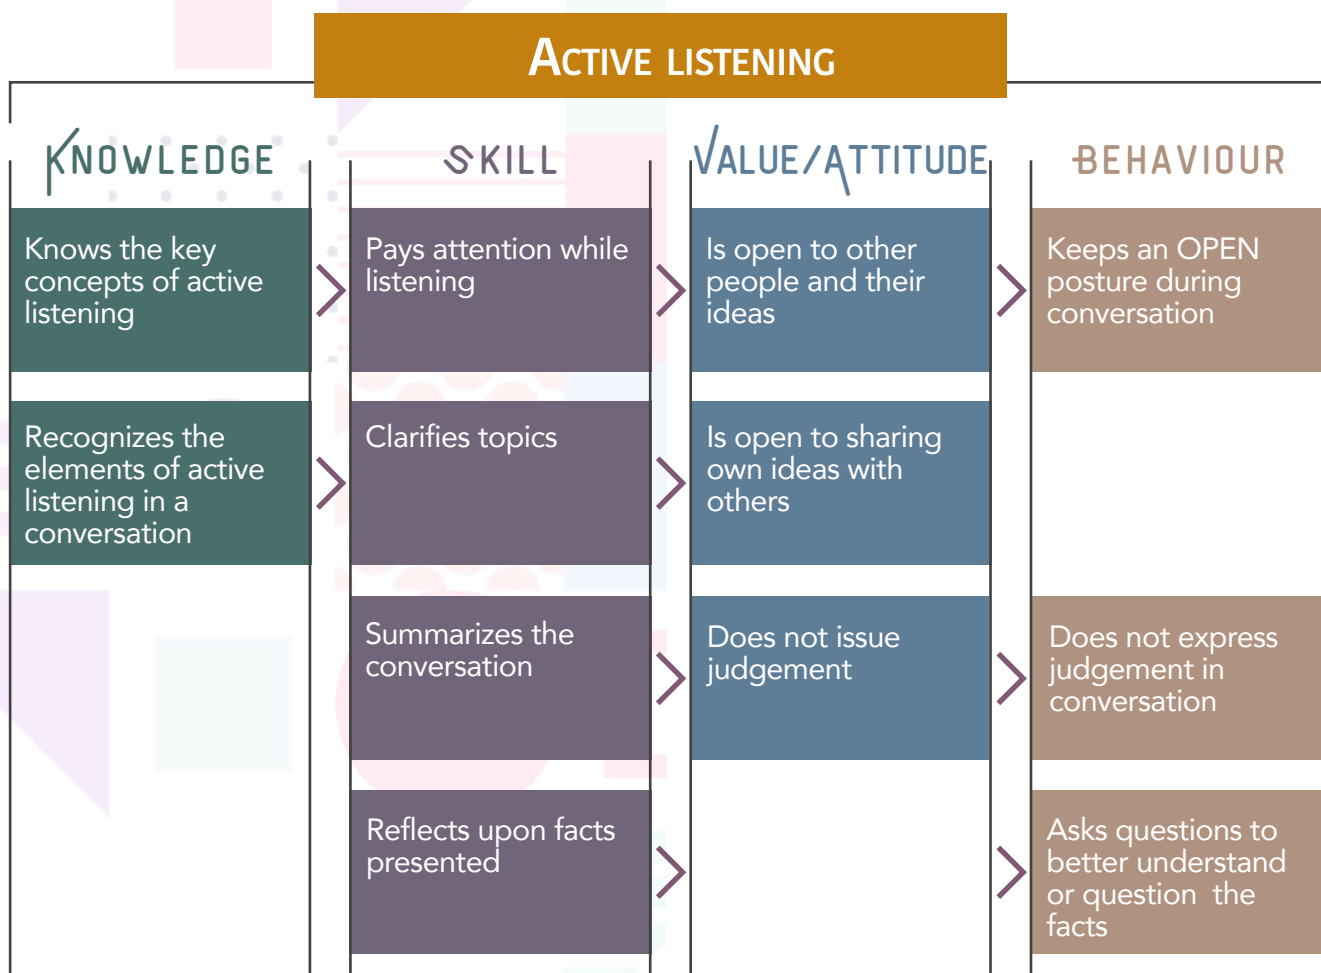 Active listening
Knowledge
Skill
Value/Attitude
Behaviour
Knows the key
concepts of active
listening
Pays attention while
listening
Is open to other
people and their
ideas
Keeps an OPEN
posture during
conversation
Recognizes the
elements of active
listening in a
conversation
Clarifies topics
Is open to sharing
own ideas with
others
Summarizes the
conversation
Does not issue
judgement
Does not express
judgement in
conversation
Reflects upon facts
presented
Asks questions to
better understand
or question  the
facts